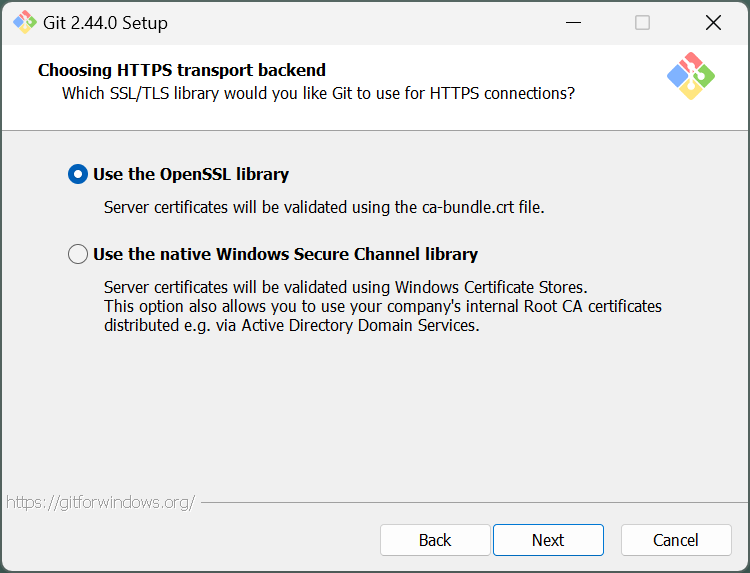 Git 2.44.0 Setup
Choosing HTTPS transport backend
Which SSL/TLS library would you like Git to use for HTTPS connections?
Use the OpenSSL library
Server certificates will be validated using the ca-bundle.crt file.
Use the native Windows Secure Channel library
Server certificates will be validated using Windows Certificate Stores.
This option also allows you to use your company's internal Root CA certificates
distributed e.g. via Active Directory Domain Services.
https://gitforwindows.org/
Back Next Cancel